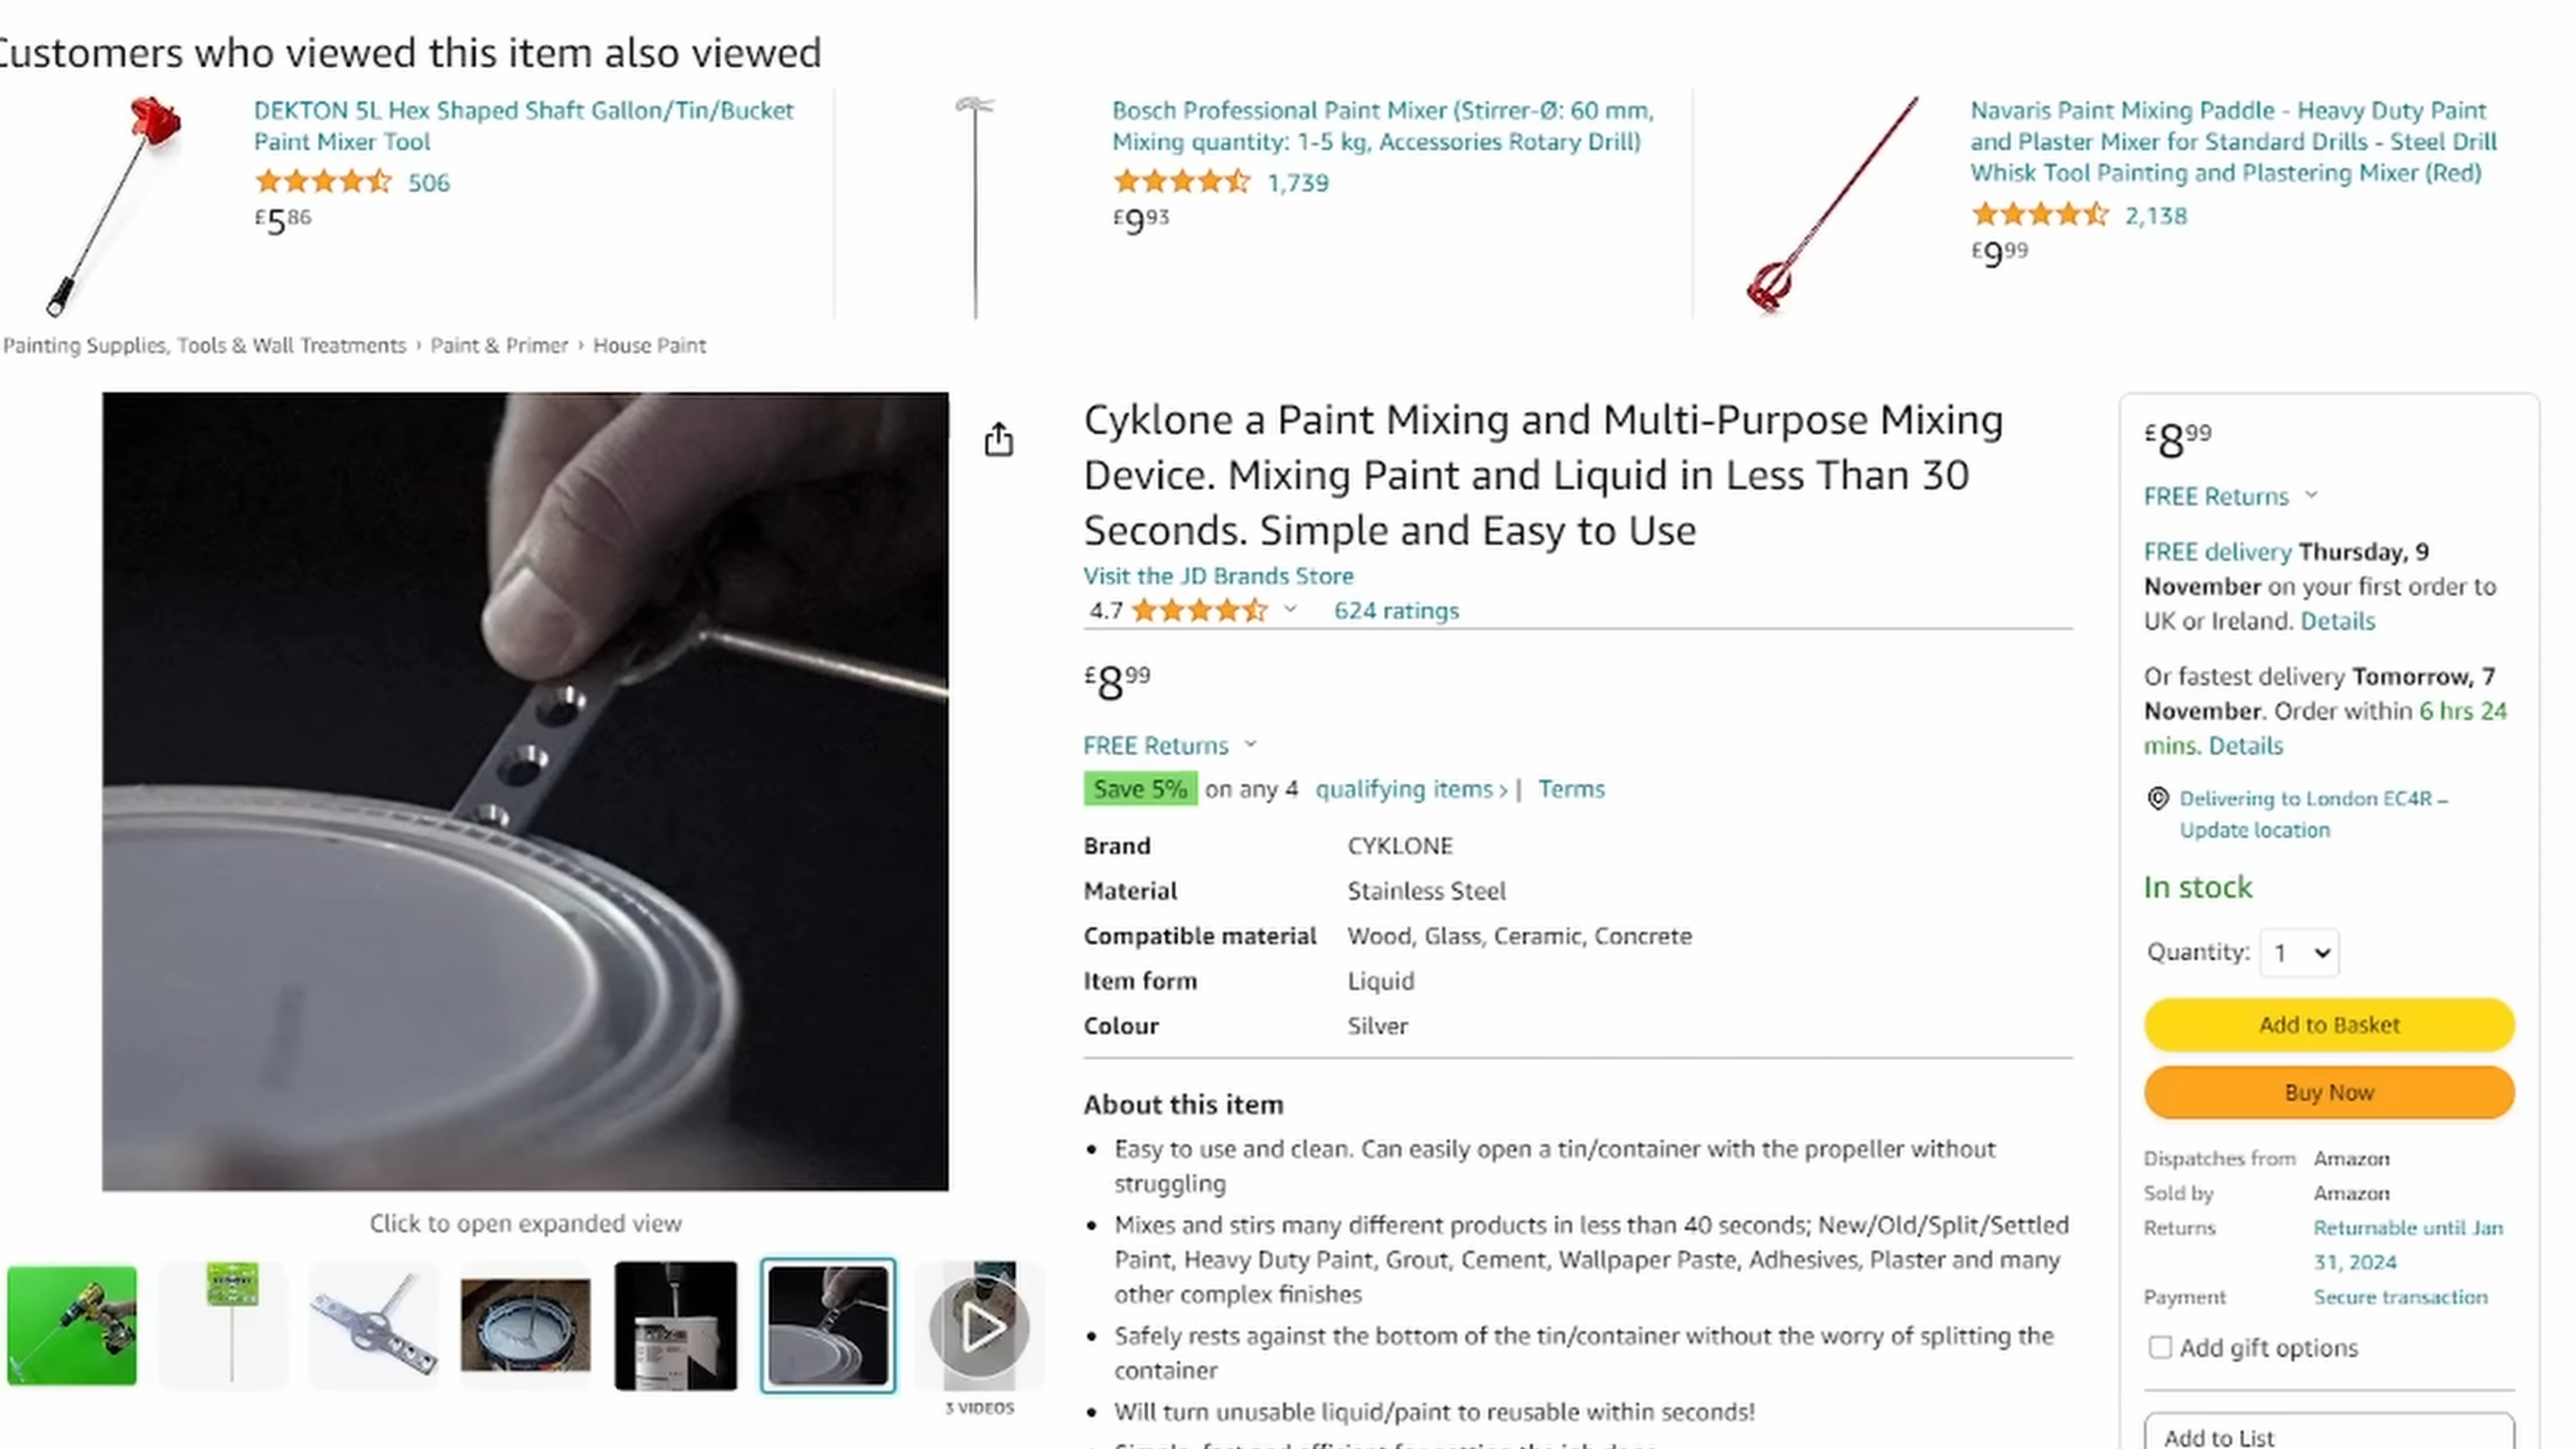 Customers who viewed this item also viewed
DEKTON 5L Hex Shaped Shaft Gallon/Tin/Bucket
Paint Mixer Tool
506
£5 86
Bosch Professional Paint Mixer (Stirrer-Ø: 60 mm,
Mixing quantity: 1-5 kg, Accessories Rotary Drill)
1,739
£9 93
Navaris Paint Mixing Paddle - Heavy Duty Paint
and Plaster Mixer for Standard Drills - Steel Drill
Whisk Tool Painting and Plastering Mixer (Red)
2,138
£9 99
Painting Supplies, Tools & Wall Treatments › Paint & Primer › House Paint
Click to open expanded view
3 VIDEOS
Cyklone a Paint Mixing and Multi-Purpose Mixing
Device. Mixing Paint and Liquid in Less Than 30
Seconds. Simple and Easy to Use
Visit the JD Brands Store
4.7 624 ratings
£8 99
FREE Returns
Save 5% on any 4 qualifying items › | Terms
Brand CYKLONE
Material Stainless Steel
Compatible material Wood, Glass, Ceramic, Concrete
Item form Liquid
Colour Silver
About this item
• Easy to use and clean. Can easily open a tin/container with the propeller without
struggling
• Mixes and stirs many different products in less than 40 seconds; New/Old/Split/Settled
Paint, Heavy Duty Paint, Grout, Cement, Wallpaper Paste, Adhesives, Plaster and many
other complex finishes
• Safely rests against the bottom of the tin/container without the worry of splitting the
container
• Will turn unusable liquid/paint to reusable within seconds!
£8 99
FREE Returns
FREE delivery Thursday, 9
November on your first order to
UK or Ireland. Details
Or fastest delivery Tomorrow, 7
November. Order within 6 hrs 24
mins. Details
Delivering to London EC4R –
Update location
In stock
Quantity: 1
Add to Basket
Buy Now
Dispatches from Amazon
Sold by Amazon
Returns Returnable until Jan
31, 2024
Payment Secure transaction
Add gift options
Add to List